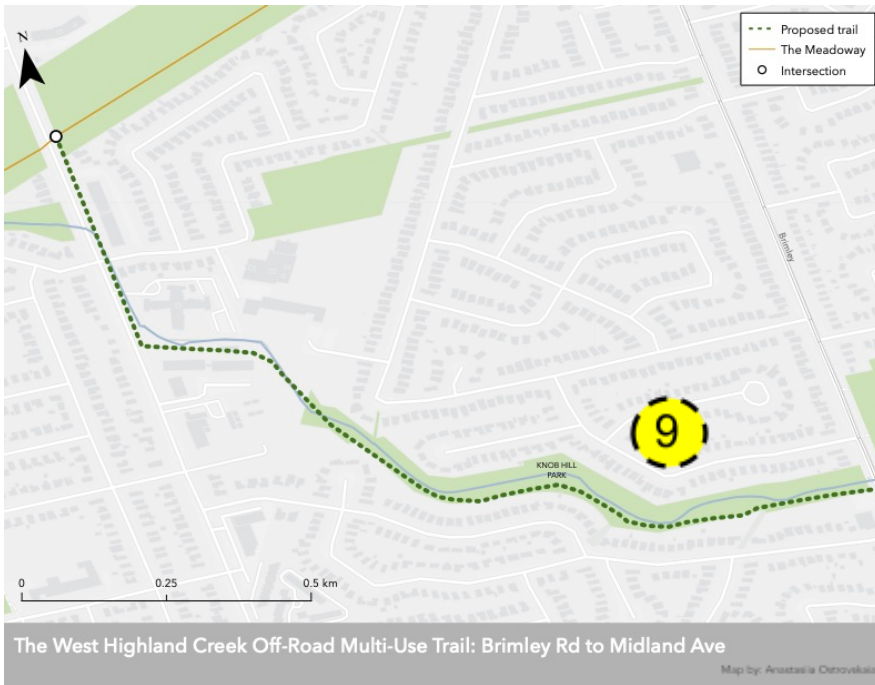 N
Proposed trail
The Meadoway
Intersection
Brimley
9
KNOB HILL
PARK
0 0.25 0.5 km
The West Highland Creek Off-Road Multi-Use Trail: Brimley Rd to Midland Ave
Map by: Anastasiia Ostrovskaia